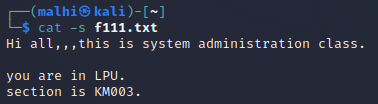 ┌──(malhi㉿kali)-[~]
└─$ cat -s f111.txt
Hi all,,,this is system administration class.

you are in LPU.
section is KM003.